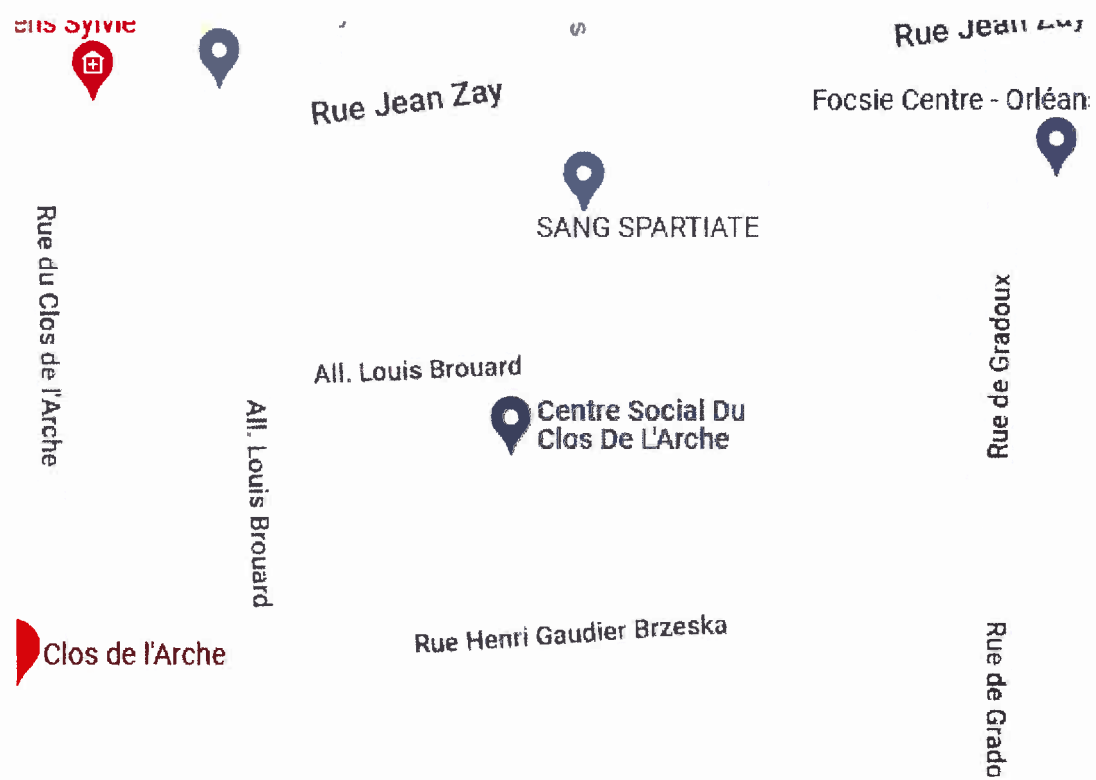 Sylvie
Rue Jean Zay
Rue Jean Zay
Focsie Centre - Orléans
SANG SPARTIATE
Rue du Clos de l'Arche
Rue de Gradoux
All. Louis Brouard
Centre Social Du
Clos De L'Arche
All. Louis Brouard
Rue Henri Gaudier Brzeska
Clos de l'Arche
Rue de Grado